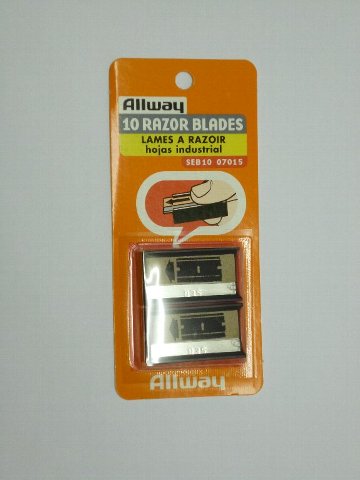 Allway
10 RAZOR BLADES
LAMES A RAZOIR
hojas industrial
SEB10 07015
Allway